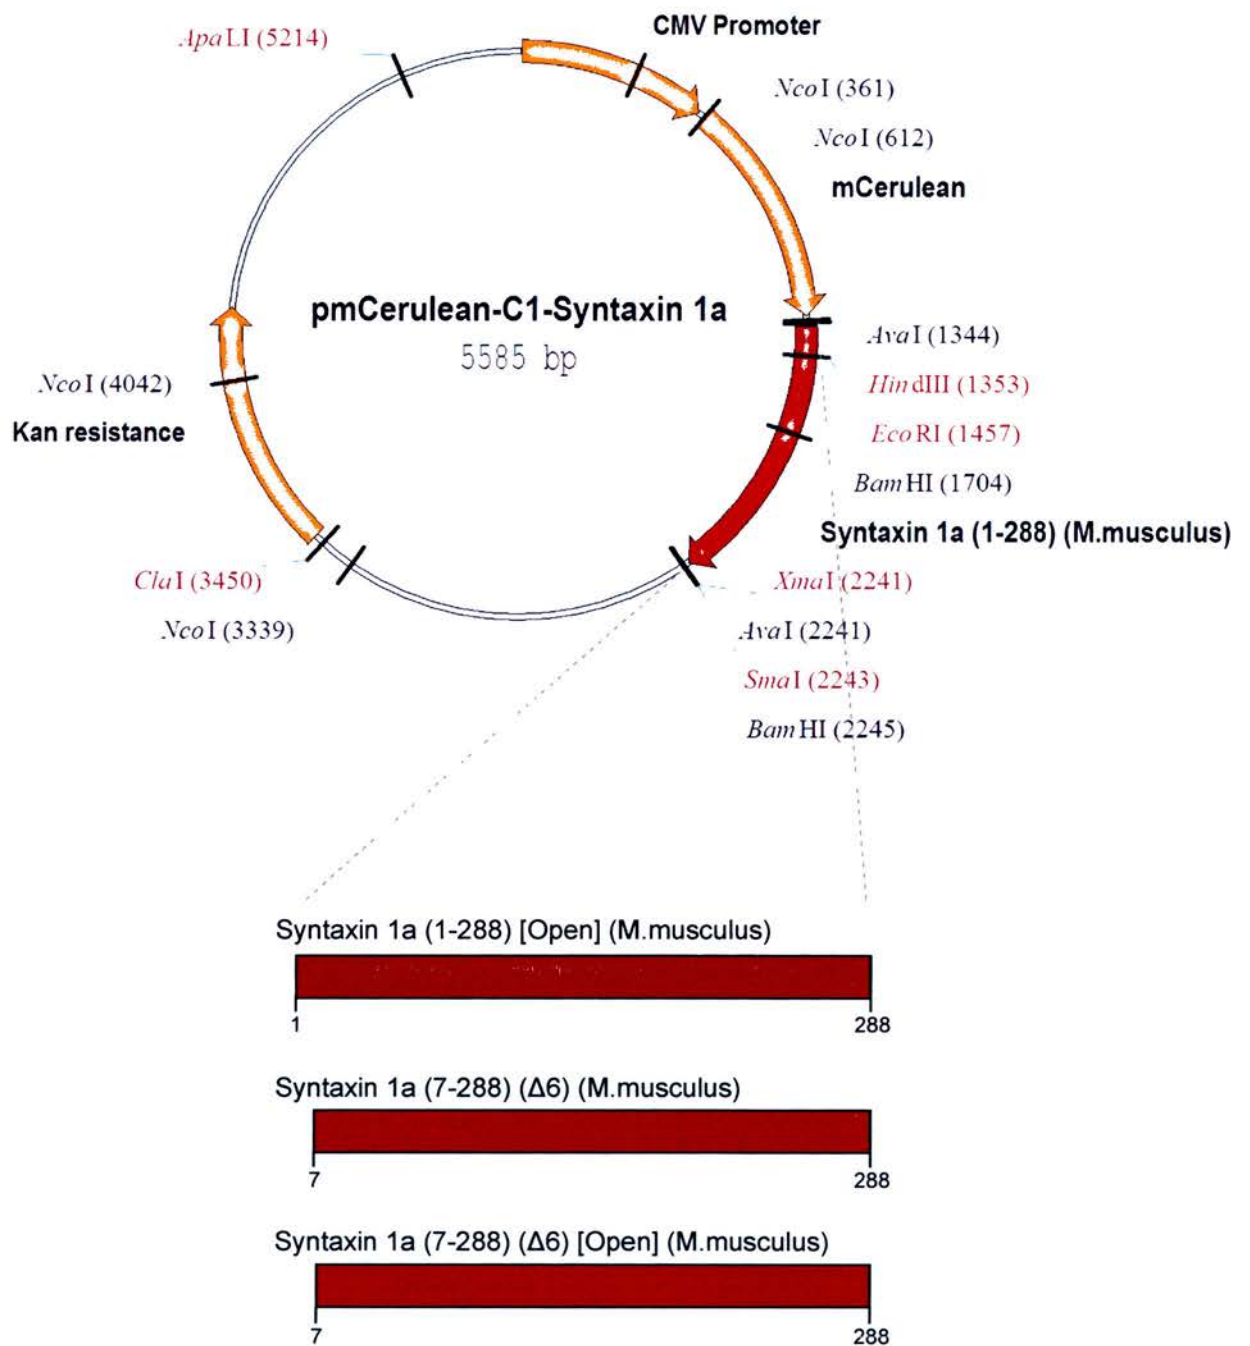 ApaLI (5214)
CMV Promoter
NcoI (361)
NcoI (612)
mCerulean
pmCerulean-C1-Syntaxin 1a
5585 bp
AvaI (1344)
HindIII (1353)
EcoRI (1457)
BamHI (1704)
Syntaxin 1a (1-288) (M.musculus)
XmaI (2241)
AvaI (2241)
SmaI (2243)
BamHI (2245)
NcoI (4042)
Kan resistance
ClaI (3450)
NcoI (3339)
Syntaxin 1a (1-288) [Open] (M.musculus)
1 288
Syntaxin 1a (7-288) (Δ6) (M.musculus)
7 288
Syntaxin 1a (7-288) (Δ6) [Open] (M.musculus)
7 288